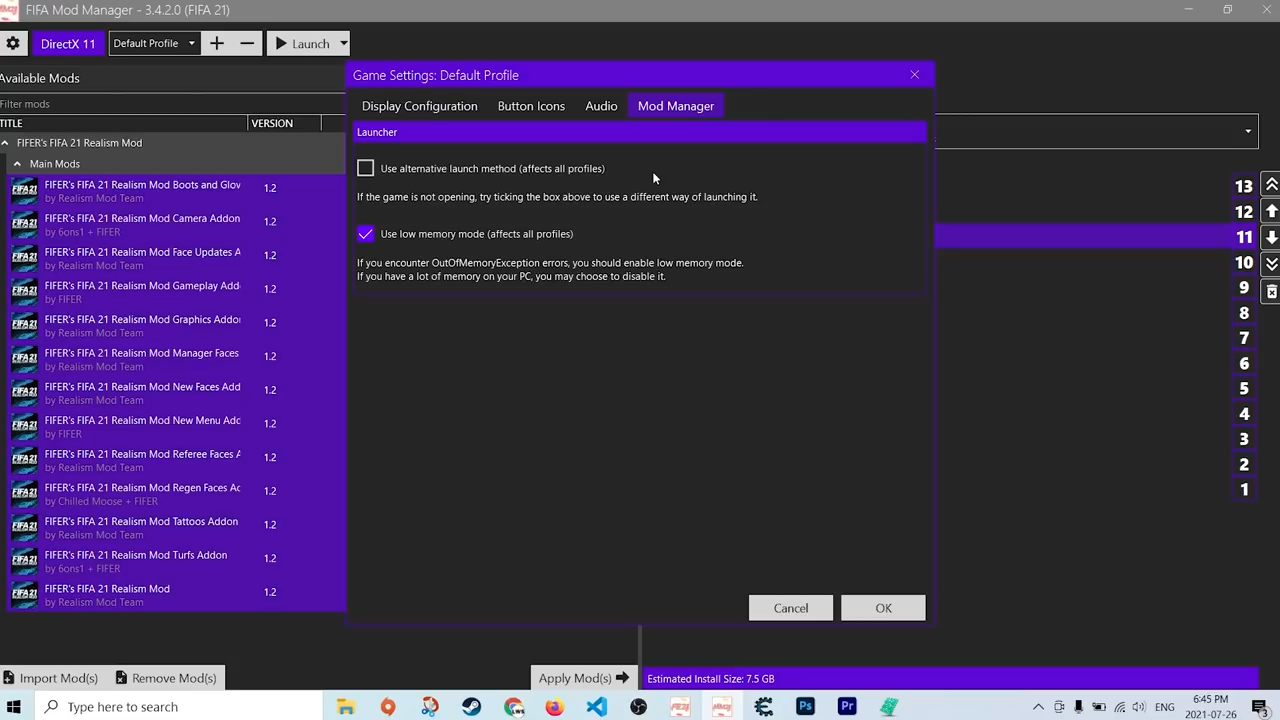 FIFA Mod Manager - 3.4.2.0 (FIFA 21)
DirectX 11
Default Profile
Launch
Available Mods
Filter mods
TITLE
VERSION
FIFER's FIFA 21 Realism Mod
Main Mods
FIFER's FIFA 21 Realism Mod Boots and Glov
1.2
by Realism Mod Team
FIFER's FIFA 21 Realism Mod Camera Addon
1.2
by 6ons1 + FIFER
FIFER's FIFA 21 Realism Mod Face Updates A
1.2
by Realism Mod Team
FIFER's FIFA 21 Realism Mod Gameplay Add
1.2
by FIFER
FIFER's FIFA 21 Realism Mod Graphics Addo
1.2
by Realism Mod Team
FIFER's FIFA 21 Realism Mod Manager Faces
1.2
by Realism Mod Team
FIFER's FIFA 21 Realism Mod New Faces Add
1.2
by Realism Mod Team
FIFER's FIFA 21 Realism Mod New Menu Add
1.2
by FIFER
FIFER's FIFA 21 Realism Mod Referee Faces A
1.2
by Realism Mod Team
FIFER's FIFA 21 Realism Mod Regen Faces Ac
1.2
by Chilled Moose + FIFER
FIFER's FIFA 21 Realism Mod Tattoos Addon
1.2
by Realism Mod Team
FIFER's FIFA 21 Realism Mod Turfs Addon
1.2
by 6ons1 + FIFER
FIFER's FIFA 21 Realism Mod
1.2
by Realism Mod Team
Import Mod(s)
Remove Mod(s)
Apply Mod(s)
Game Settings: Default Profile
Display Configuration
Button Icons
Audio
Mod Manager
Launcher
Use alternative launch method (affects all profiles)
If the game is not opening, try ticking the box above to use a different way of launching it.
Use low memory mode (affects all profiles)
If you encounter OutOfMemoryException errors, you should enable low memory mode.
If you have a lot of memory on your PC, you may choose to disable it.
Cancel
OK
13
12
11
10
9
8
7
6
5
4
3
2
1
Estimated Install Size: 7.5 GB
Type here to search
Ps
Pr
ENG
6:45 PM
2021-07-26